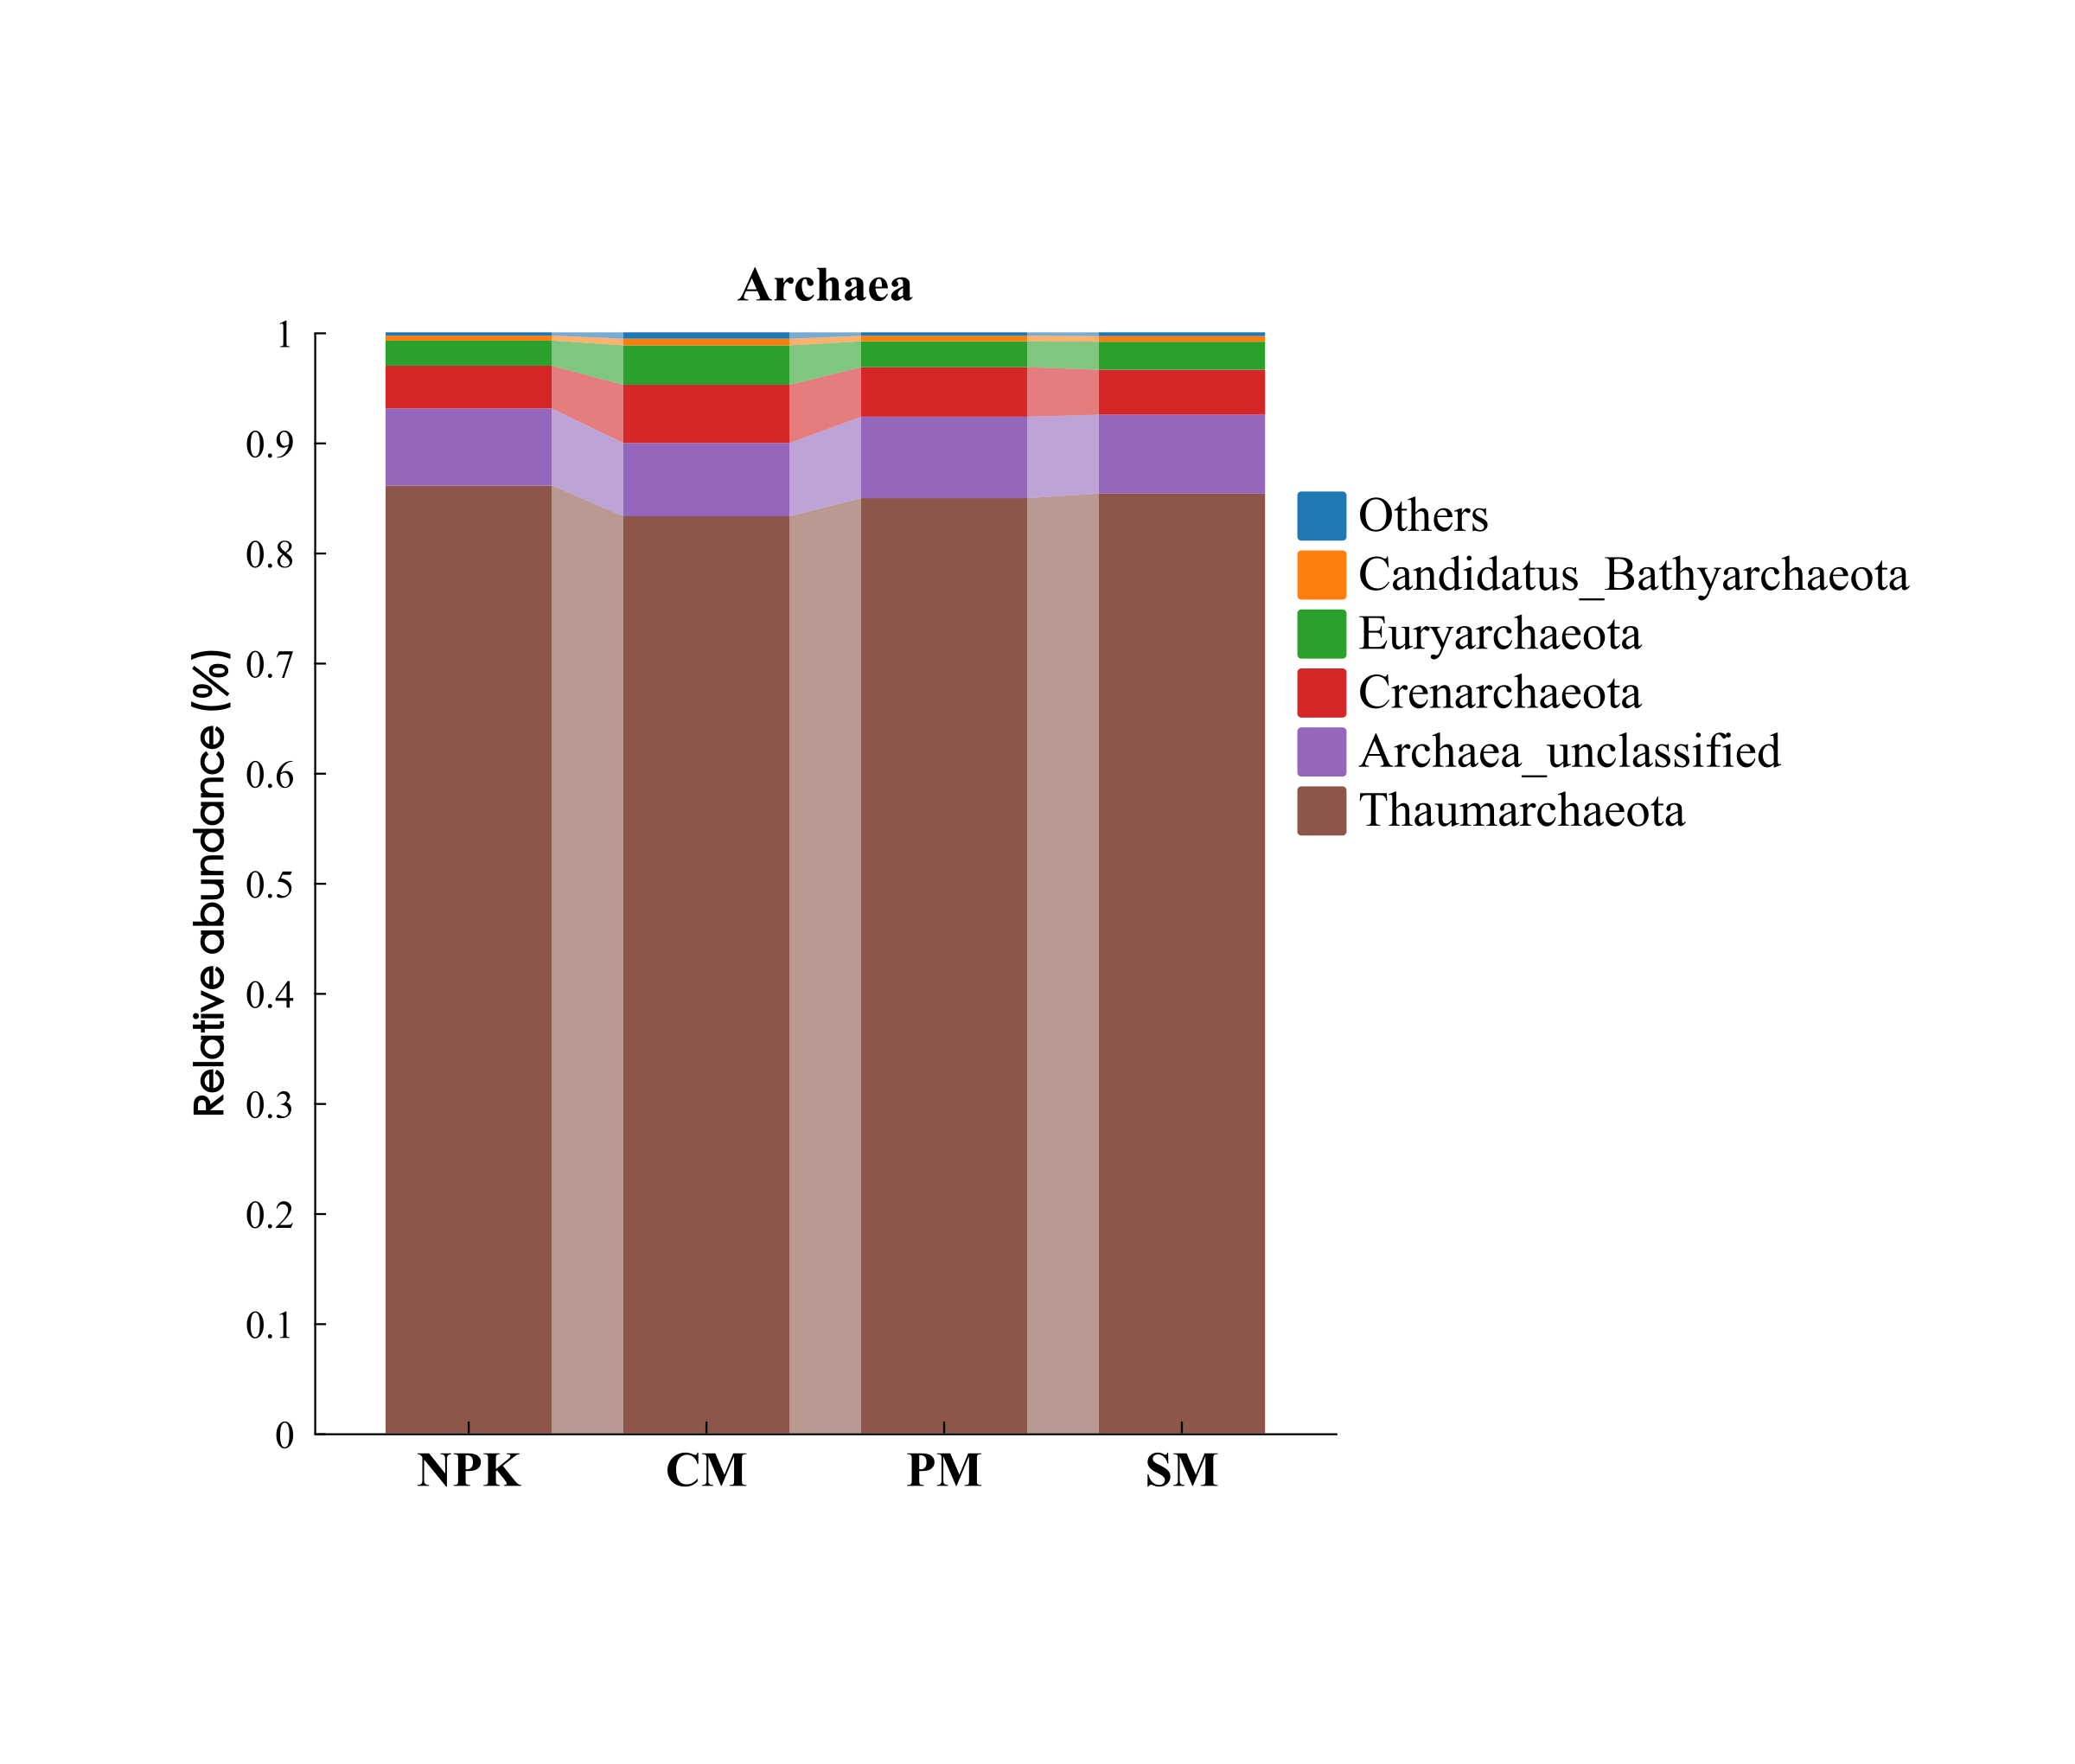 Archaea
Relative abundance (%)
1
0.9
0.8
0.7
0.6
0.5
0.4
0.3
0.2
0.1
0
NPK CM PM SM
Others
Candidatus_Bathyarchaeota
Euryarchaeota
Crenarchaeota
Archaea_unclassified
Thaumarchaeota